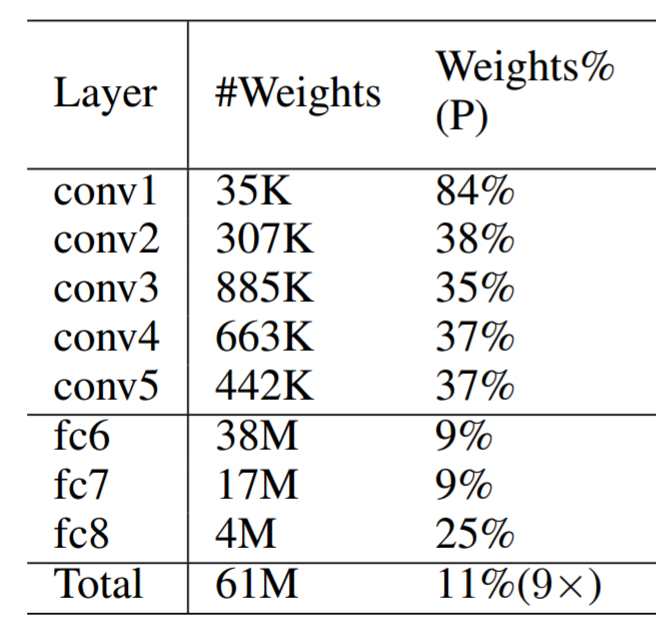 Layer #Weights Weights%
(P)
conv1 35K 84%
conv2 307K 38%
conv3 885K 35%
conv4 663K 37%
conv5 442K 37%
fc6 38M 9%
fc7 17M 9%
fc8 4M 25%
Total 61M 11%(9×)